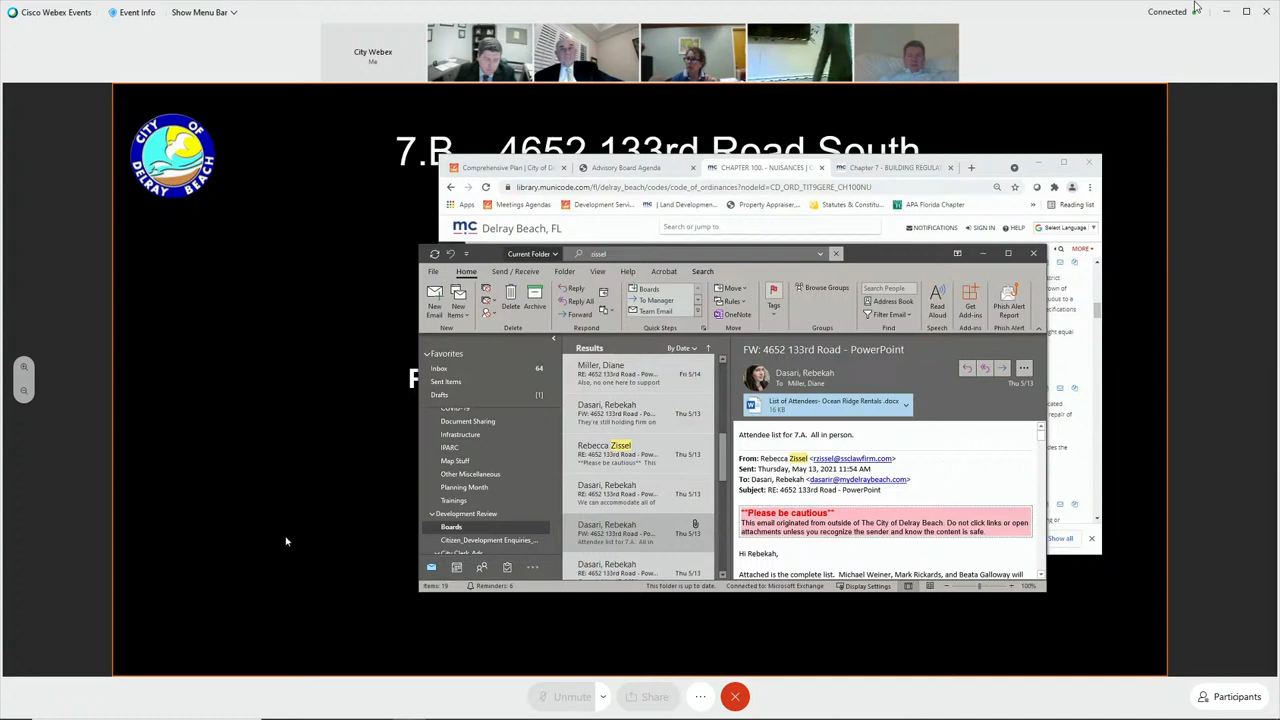 Cisco Webex Events
Event Info
Show Menu Bar
Connected
City Webex
Me
CITY OF
DELRAY BEACH
7.B. 4652 133rd Road South
Comprehensive Plan | City of D
Advisory Board Agenda
CHAPTER 100. - NUISANCES | C
Chapter 7 - BUILDING REGULAT
library.municode.com/fl/delray_beach/codes/code_of_ordinances?nodeId=CD_ORD_TIT9GERE_CH100NU
Apps
Meetings Agendas
Development Servi...
| Land Developmen...
Property Appraiser,...
Statutes & Constitu...
APA Florida Chapter
Reading list
mc Delray Beach, FL
Search or jump to
NOTIFICATIONS
SIGN IN
HELP
Select Language
MORE
Current Folder
zissel
File
Home
Send / Receive
Folder
View
Help
Acrobat
Search
New
Email
New
Items
New
Delete
Archive
Delete
Reply
Reply All
Forward
Respond
Boards
To Manager
Team Email
Quick Steps
Move
Rules
OneNote
Move
Tags
Browse Groups
Groups
Search People
Address Book
Filter Email
Find
Read
Aloud
Speech
Get
Add-ins
Add-ins
Phish Alert
Report
Phish Alert
Favorites
Inbox 64
Sent Items
Drafts [1]
COVID-19
Document Sharing
Infrastructure
IPARC
Map Stuff
Other Miscellaneous
Planning Month
Trainings
Development Review
Boards
Citizen_Development Enquiries_...
City Clerk_Ads
Results
By Date
Miller, Diane
RE: 4652 133rd Road - Pow... Fri 5/14
Also, no one here to support
Dasari, Rebekah
FW: 4652 133rd Road - Po... Thu 5/13
They're still holding firm on
Rebecca Zissel
RE: 4652 133rd Road - Pow... Thu 5/13
**Please be cautious** This
Dasari, Rebekah
RE: 4652 133rd Road - Pow... Thu 5/13
We can accommodate all of
Dasari, Rebekah
FW: 4652 133rd Road - Po... Thu 5/13
Attendee list for 7.A. All in
Dasari, Rebekah
RE: 4652 133rd Road - Pow... Thu 5/13
FW: 4652 133rd Road - PowerPoint
Dasari, Rebekah
To Miller, Diane
Thu 5/13
List of Attendees- Ocean Ridge Rentals .docx
16 KB
Attendee list for 7.A. All in person.
From: Rebecca Zissel <rzissel@ssclawfirm.com>
Sent: Thursday, May 13, 2021 11:54 AM
To: Dasari, Rebekah <dasarir@mydelraybeach.com>
Subject: RE: 4652 133rd Road - PowerPoint
**Please be cautious**
This email originated from outside of The City of Delray Beach. Do not click links or open
attachments unless you recognize the sender and know the content is safe.
Hi Rebekah,
Attached is the complete list. Michael Weiner, Mark Rickards, and Beata Galloway will
Show all
Items: 19
Reminders: 6
This folder is up to date.
Connected to: Microsoft Exchange
Display Settings
100%
Unmute
Share
Participants